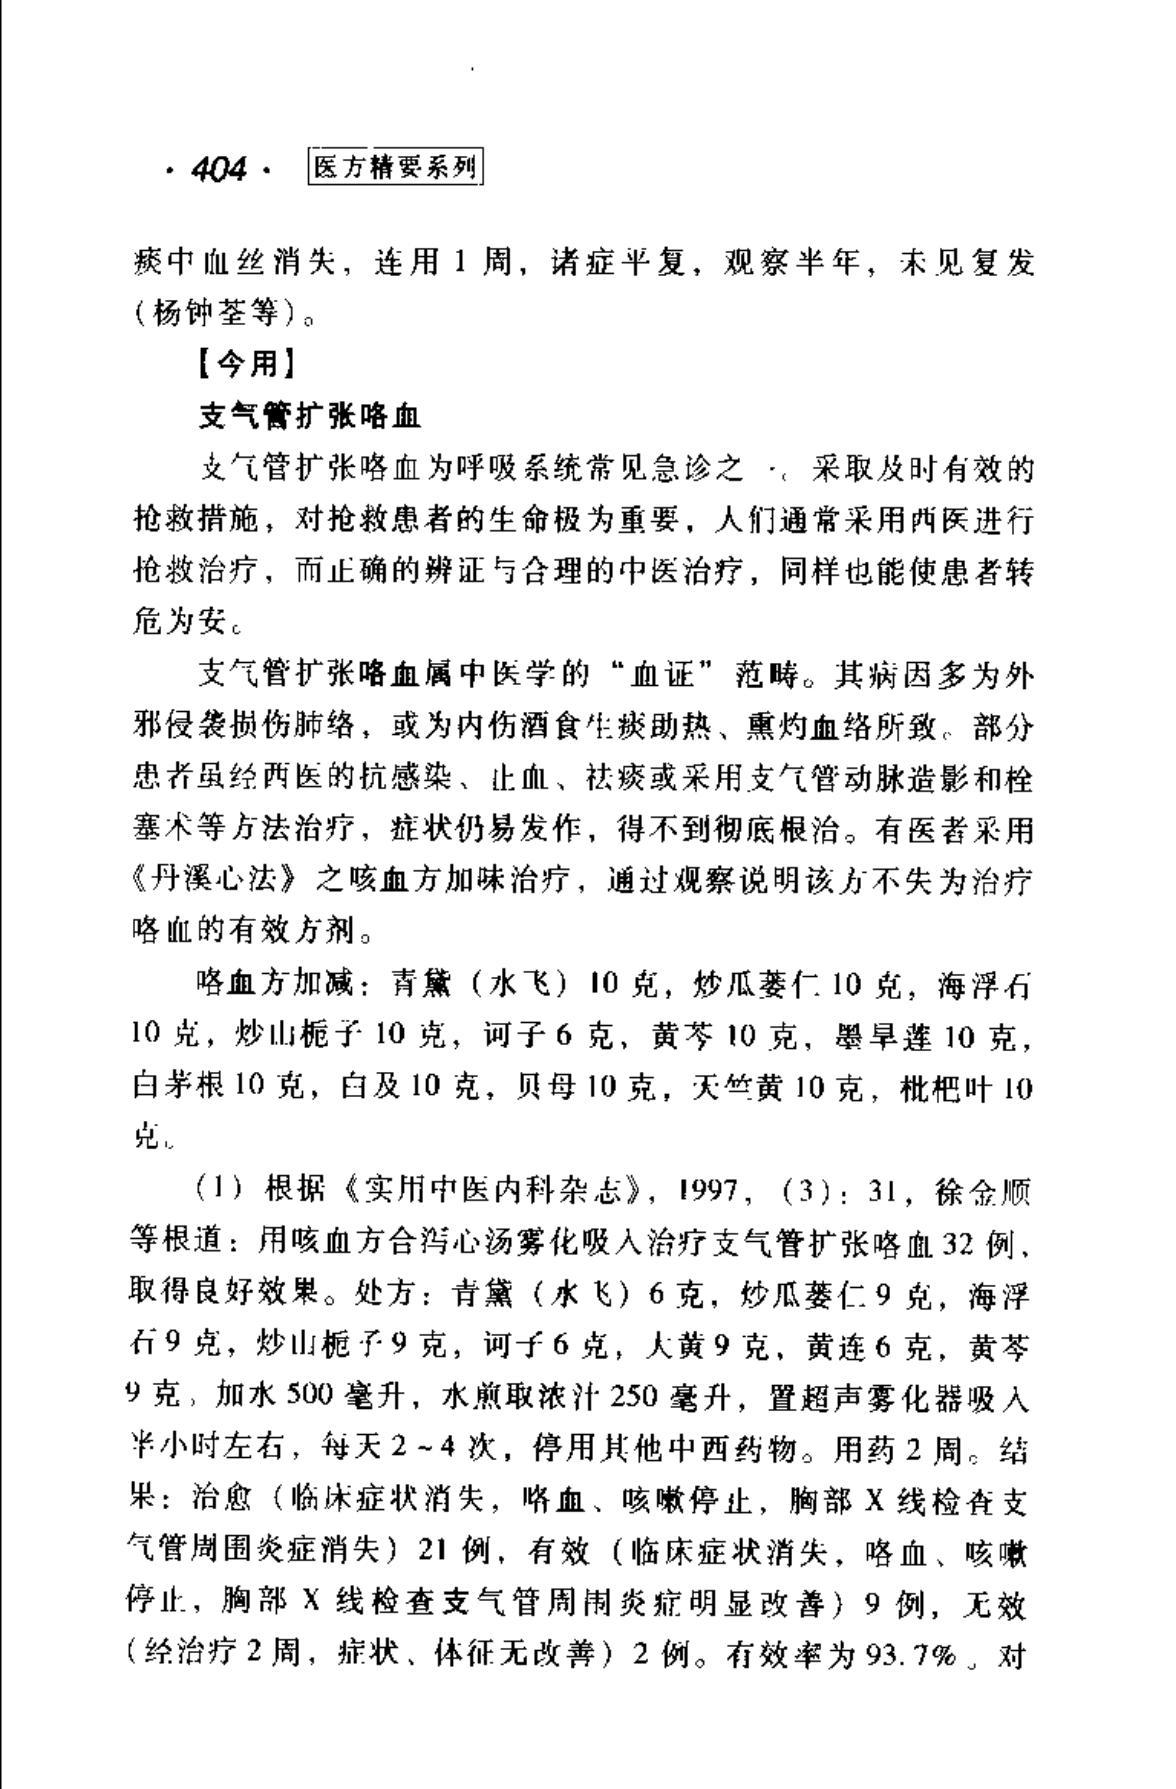 · 404 · 医方精要系列
痰中血丝消失，连用 1 周，诸症平复，观察半年，未见复发
（杨钟荃等）。
【今用】
支气管扩张咯血
支气管扩张咯血为呼吸系统常见急诊之一。采取及时有效的
抢救措施，对抢救患者的生命极为重要，人们通常采用西医进行
抢救治疗，而正确的辨证与合理的中医治疗，同样也能使患者转
危为安。
支气管扩张咯血属中医学的“血证”范畴。其病因多为外
邪侵袭损伤肺络，或为内伤酒食生痰助热、熏灼血络所致。部分
患者虽经西医的抗感染、止血、祛痰或采用支气管动脉造影和栓
塞术等方法治疗，症状仍易发作，得不到彻底根治。有医者采用
《丹溪心法》之咳血方加味治疗，通过观察说明该方不失为治疗
咯血的有效方剂。
咯血方加减：青黛（水飞）10 克，炒瓜蒌仁 10 克，海浮石
10 克，炒山栀子 10 克，诃子 6 克，黄芩 10 克，墨旱莲 10 克，
白茅根 10 克，白及 10 克，贝母 10 克，天竺黄 10 克，枇杷叶 10
克。
（1）根据《实用中医内科杂志》，1997，（3）：31，徐金顺
等根道：用咳血方合泻心汤雾化吸入治疗支气管扩张咯血 32 例，
取得良好效果。处方：青黛（水飞）6 克，炒瓜蒌仁 9 克，海浮
石 9 克，炒山栀子 9 克，诃子 6 克，大黄 9 克，黄连 6 克，黄芩
9 克。加水 500 毫升，水煎取浓汁 250 毫升，置超声雾化器吸入
半小时左右，每天 2～4 次，停用其他中西药物。用药 2 周。结
果：治愈（临床症状消失，咯血、咳嗽停止，胸部 X 线检查支
气管周围炎症消失）21 例，有效（临床症状消失，咯血、咳嗽
停止，胸部 X 线检查支气管周围炎症明显改善）9 例，无效
（经治疗 2 周，症状、体征无改善）2 例。有效率为 93.7%。对